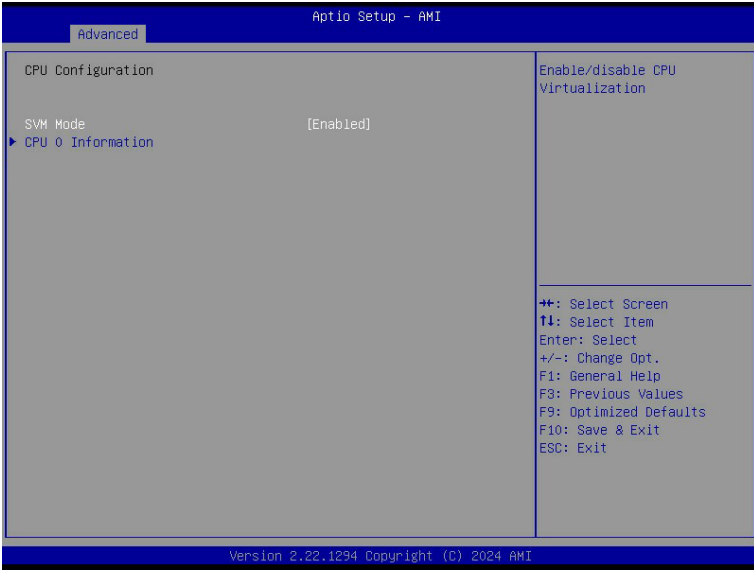 Aptio Setup – AMI
Advanced
CPU Configuration
SVM Mode [Enabled]
▶ CPU 0 Information
Enable/disable CPU
Virtualization
→←: Select Screen
↑↓: Select Item
Enter: Select
+/-: Change Opt.
F1: General Help
F3: Previous Values
F9: Optimized Defaults
F10: Save & Exit
ESC: Exit
Version 2.22.1294 Copyright (C) 2024 AMI